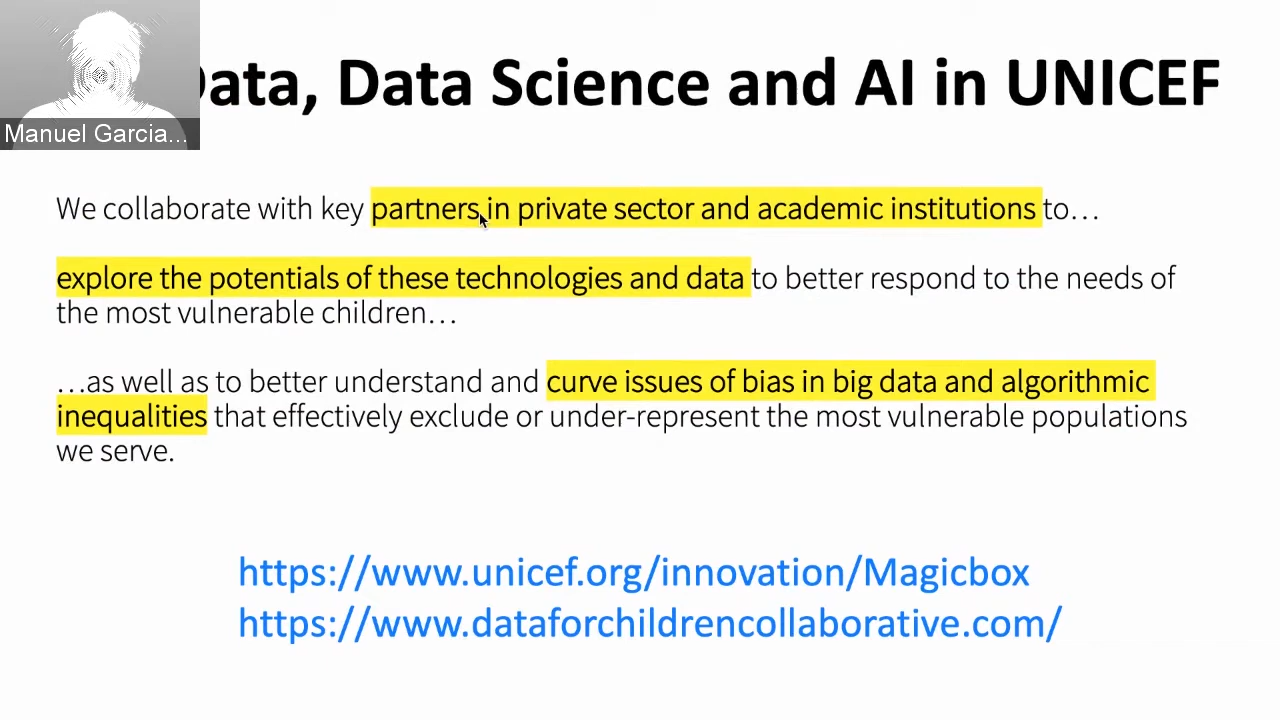 Manuel Garcia...
Data, Data Science and AI in UNICEF
We collaborate with key partners in private sector and academic institutions to…
explore the potentials of these technologies and data to better respond to the needs of
the most vulnerable children…
…as well as to better understand and curve issues of bias in big data and algorithmic
inequalities that effectively exclude or under-represent the most vulnerable populations
we serve.
https://www.unicef.org/innovation/Magicbox
https://www.dataforchildrencollaborative.com/